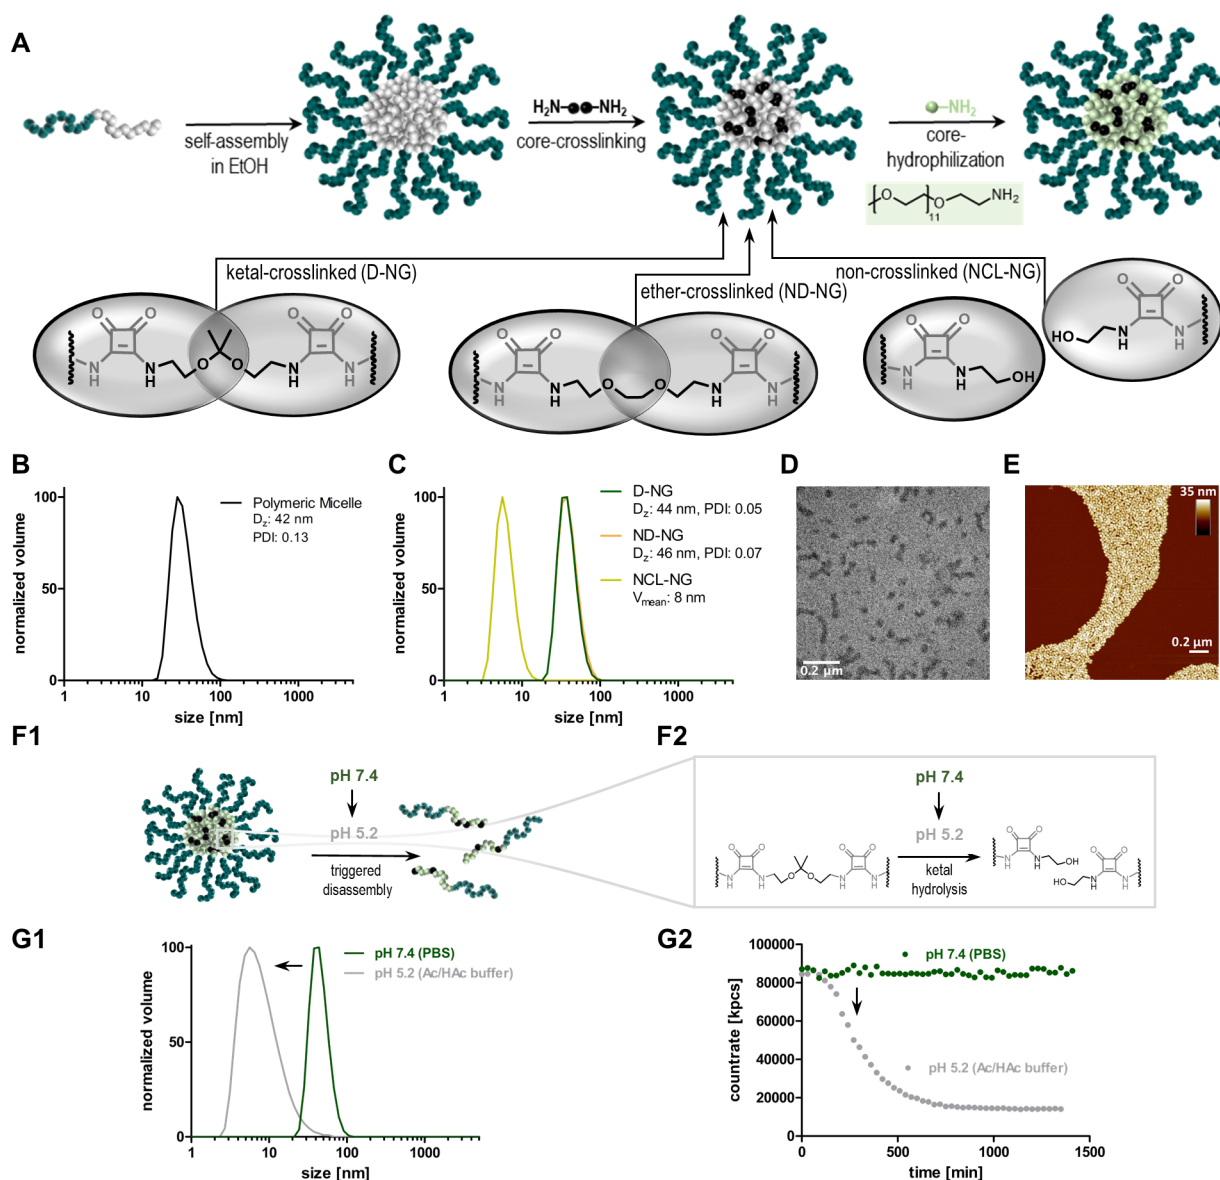 A
self-assembly
in EtOH
H₂N
NH₂
core-crosslinking
NH₂
core-
hydrophilization
O
11
O
NH₂
ketal-crosslinked (D-NG)
ether-crosslinked (ND-NG)
non-crosslinked (NCL-NG)
O O
N
H
N
H
O O
N
H
O O
N
H
O O
N
H
N
H
O O
N
H
O O
N
H
O O
N
H
N
H
OH
O O
HO
N
H
N
H
B
100
50
0
normalized volume
Polymeric Micelle
Dz: 42 nm
PDI: 0.13
1 10 100 1000
size [nm]
C
100
50
0
normalized volume
D-NG
Dz: 44 nm, PDI: 0.05
ND-NG
Dz: 46 nm, PDI: 0.07
NCL-NG
Vmean: 8 nm
1 10 100 1000
size [nm]
D
0.2 µm
E
35 nm
0.2 µm
F1
pH 7.4
pH 5.2
triggered
disassembly
F2
pH 7.4
pH 5.2
ketal
hydrolysis
O O
N
H
N
H
O O
N
H
O O
N
H
O O
N
H
N
H
OH
O O
HO
N
H
N
H
G1
100
50
0
normalized volume
pH 7.4 (PBS)
pH 5.2 (Ac/HAc buffer)
1 10 100 1000
size [nm]
G2
100000
80000
60000
40000
20000
0
countrate [kpcs]
pH 7.4 (PBS)
pH 5.2 (Ac/HAc buffer)
0 500 1000 1500
time [min]